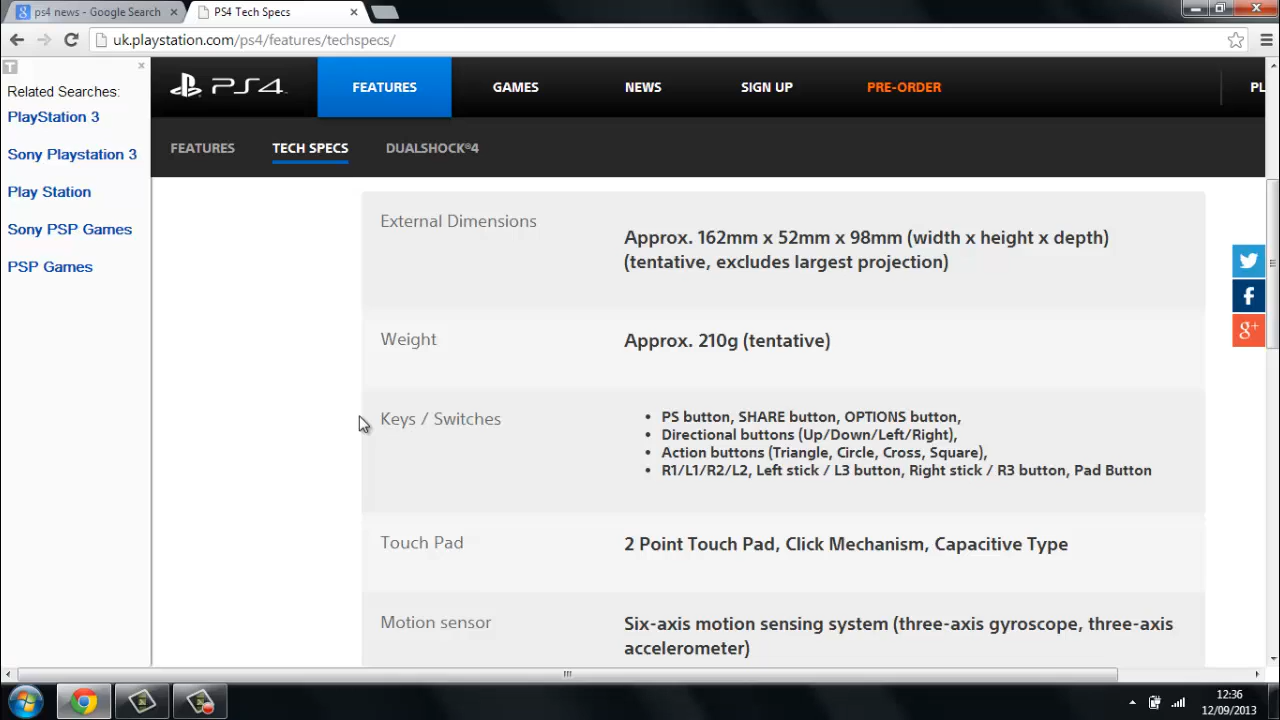 ps4 news - Google Search
PS4 Tech Specs
uk.playstation.com/ps4/features/techspecs/
T
Related Searches:
PlayStation 3
Sony Playstation 3
Play Station
Sony PSP Games
PSP Games
PS4
FEATURES
GAMES
NEWS
SIGN UP
PRE-ORDER
PL
FEATURES
TECH SPECS
DUALSHOCK®4
External Dimensions
Approx. 162mm x 52mm x 98mm (width x height x depth)
(tentative, excludes largest projection)
Weight
Approx. 210g (tentative)
Keys / Switches
• PS button, SHARE button, OPTIONS button,
• Directional buttons (Up/Down/Left/Right),
• Action buttons (Triangle, Circle, Cross, Square),
• R1/L1/R2/L2, Left stick / L3 button, Right stick / R3 button, Pad Button
Touch Pad
2 Point Touch Pad, Click Mechanism, Capacitive Type
Motion sensor
Six-axis motion sensing system (three-axis gyroscope, three-axis
accelerometer)
12:36
12/09/2013